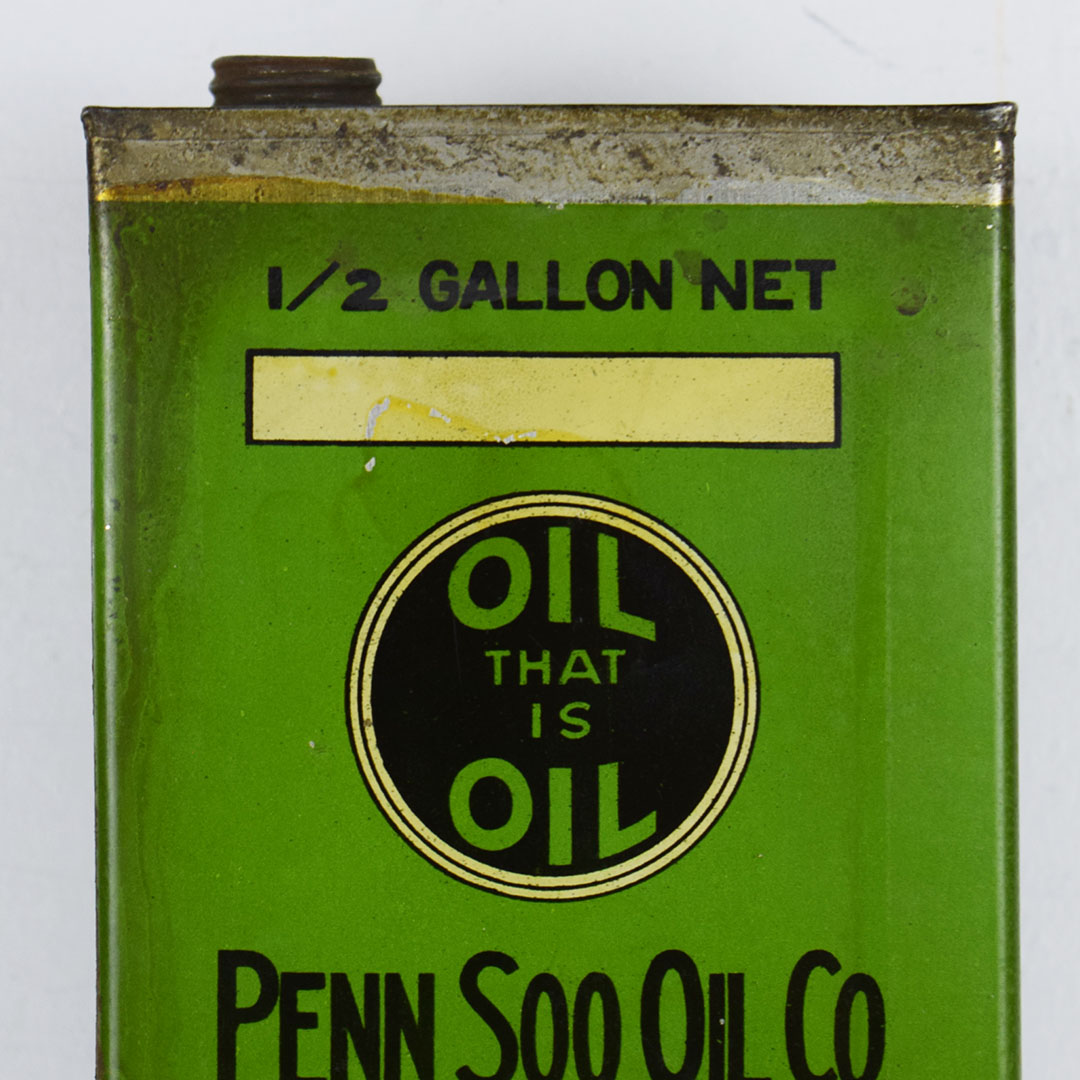 1/2 GALLON NET
OIL
THAT
IS
OIL
PENN SOO OIL CO